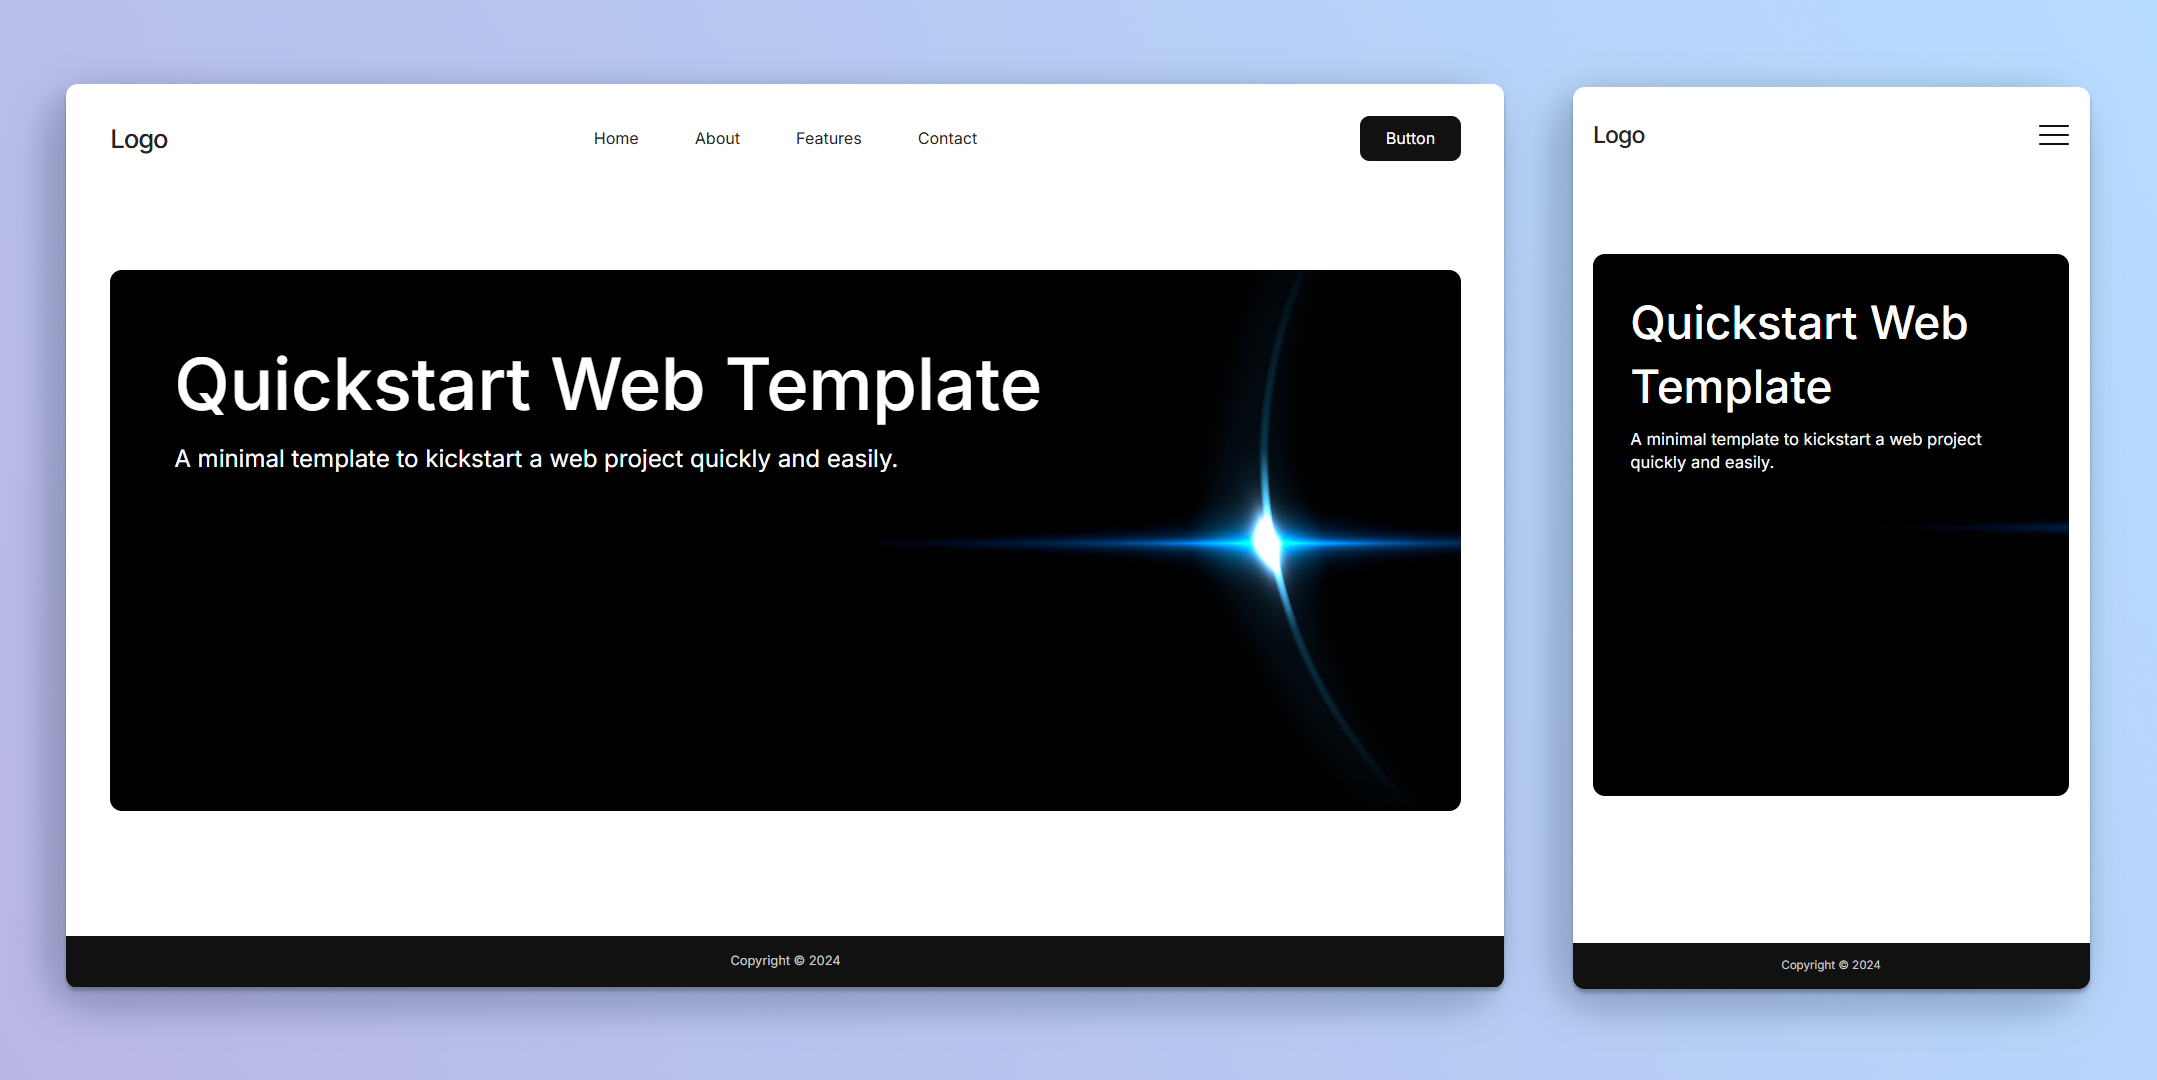 Logo
Home About Features Contact
Button
Quickstart Web Template
A minimal template to kickstart a web project quickly and easily.
Copyright © 2024
Logo
Quickstart Web
Template
A minimal template to kickstart a web project
quickly and easily.
Copyright © 2024